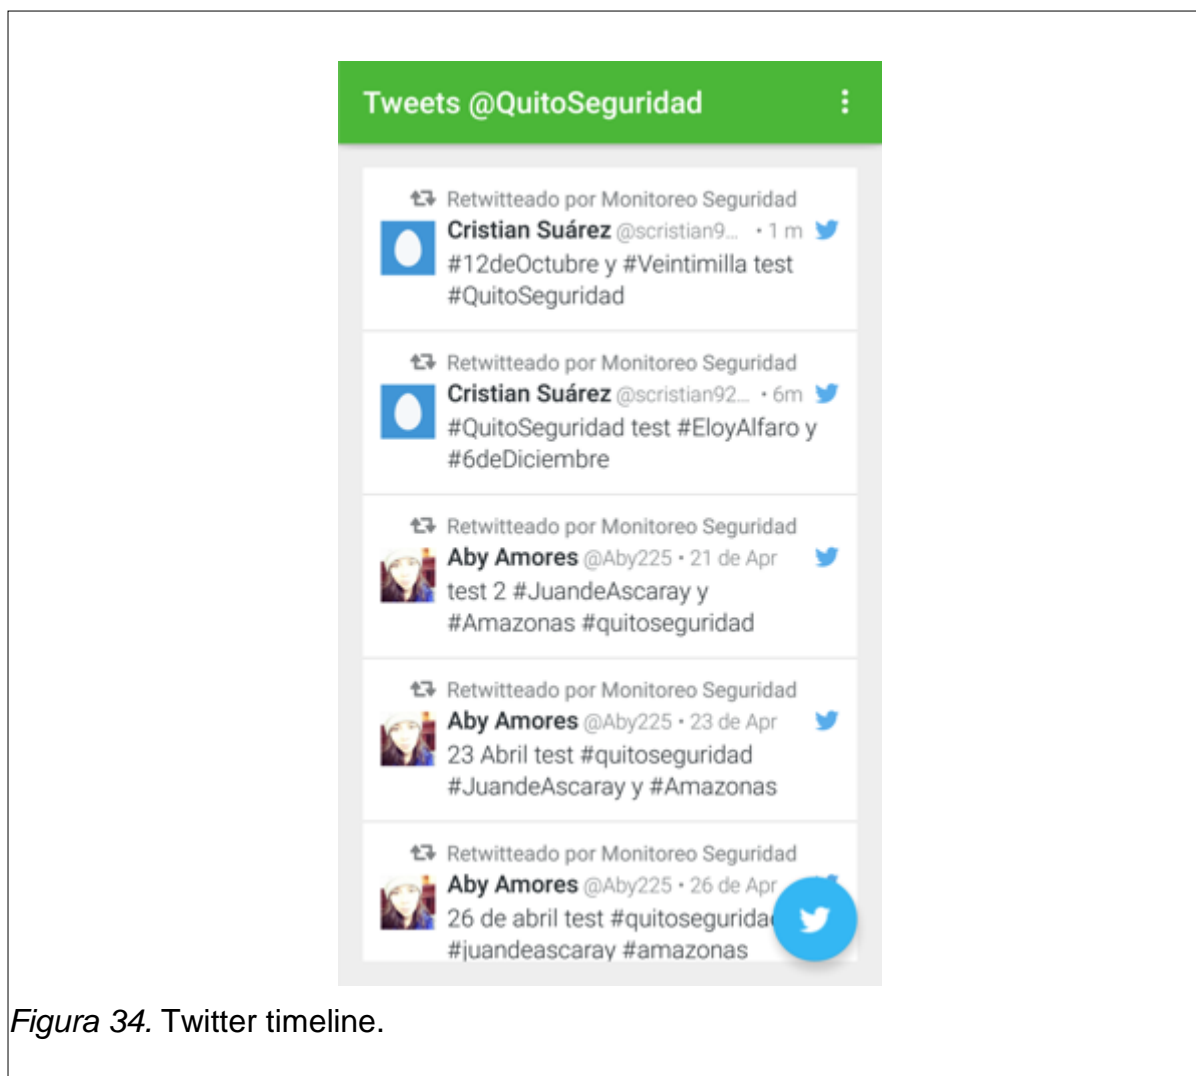 Tweets @QuitoSeguridad
Retwitteado por Monitoreo Seguridad
Cristian Suárez @scristian9... • 1 m
#12deOctubre y #Veintimilla test
#QuitoSeguridad
Retwitteado por Monitoreo Seguridad
Cristian Suárez @scristian92... • 6m
#QuitoSeguridad test #EloyAlfaro y
#6deDiciembre
Retwitteado por Monitoreo Seguridad
Aby Amores @Aby225 • 21 de Apr
test 2 #JuandeAscaray y
#Amazonas #quitoseguridad
Retwitteado por Monitoreo Seguridad
Aby Amores @Aby225 • 23 de Apr
23 Abril test #quitoseguridad
#JuandeAscaray y #Amazonas
Retwitteado por Monitoreo Seguridad
Aby Amores @Aby225 • 26 de Apr
26 de abril test #quitosegurida
#juandeascaray #amazonas
Figura 34. Twitter timeline.